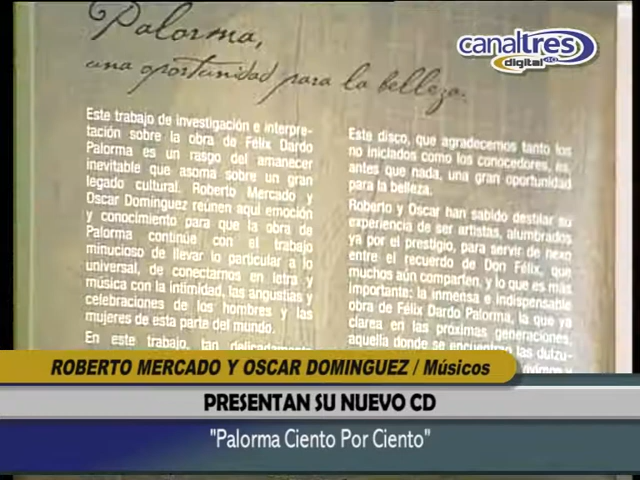 Palorma,
una oportunidad para la belleza.
canaltres
digital
Este trabajo de investigación e interpre-
tación sobre la obra de Félix Dardo
Palorma es un rasgo del amanecer
inevitable que asoma sobre un gran
legado cultural. Roberto Mercado y
Oscar Domínguez reúnen aquí emoción
y conocimiento para que la obra de
Palorma continúe con el trabajo
minucioso de llevar lo particular a lo
universal, de conectarnos en letra y
música con la intimidad, las angustias y
celebraciones de los hombres y las
mujeres de esta parte del mundo.
En este trabajo, tan delicadamente
Este disco, que agradecemos tanto los
no iniciados como los conocedores, es,
antes que nada, una gran oportunidad
para la belleza.
Roberto y Oscar han sabido destilar su
experiencia de ser artistas, alumbrados
ya por el prestigio, para servir de nexo
entre el recuerdo de Don Félix, que
muchos aún comparten, y lo que es más
importante: la inmensa e indispensable
obra de Félix Dardo Palorma, la que ya
clarea en las próximas generaciones,
aquella donde se encuentran las dulzu-
ROBERTO MERCADO Y OSCAR DOMINGUEZ / Músicos
PRESENTAN SU NUEVO CD
"Palorma Ciento Por Ciento"